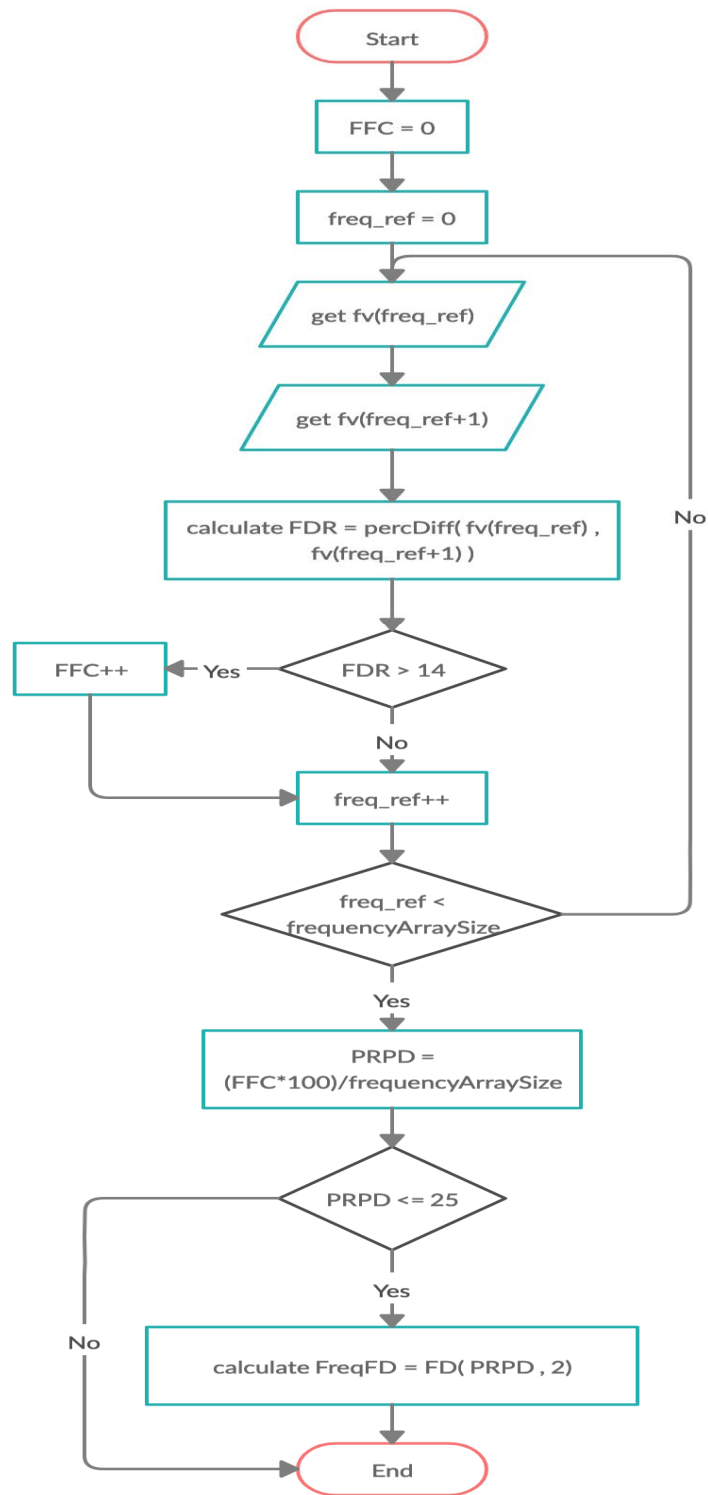 Start
FFC = 0
freq_ref = 0
get fv(freq_ref)
get fv(freq_ref+1)
calculate FDR = percDiff( fv(freq_ref) ,
fv(freq_ref+1) )
FDR > 14
Yes
FFC++
No
freq_ref++
freq_ref <
frequencyArraySize
No
Yes
PRPD =
(FFC*100)/frequencyArraySize
PRPD <= 25
Yes
No
calculate FreqFD = FD( PRPD , 2)
End